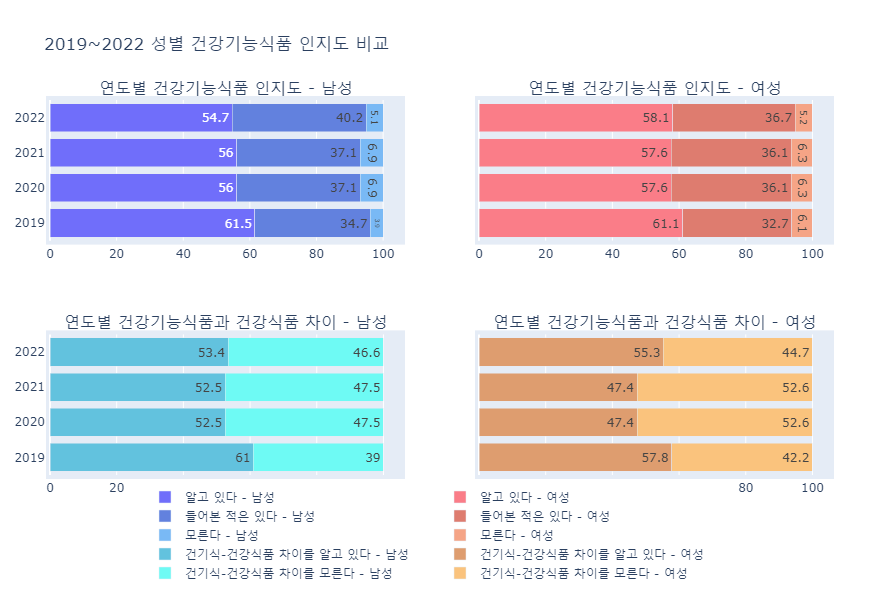 2019~2022 성별 건강기능식품 인지도 비교
연도별 건강기능식품 인지도 - 남성
2022 54.7 40.2 5.1
2021 56 37.1 6.9
2020 56 37.1 6.9
2019 61.5 34.7
0 20 40 60 80 100
연도별 건강기능식품 인지도 - 여성
58.1 36.7 5.2
57.6 36.1 6.3
57.6 36.1 6.3
61.1 32.7 6.1
0 20 40 60 80 100
연도별 건강기능식품과 건강식품 차이 - 남성
2022 53.4 46.6
2021 52.5 47.5
2020 52.5 47.5
2019 61 39
0 20
연도별 건강기능식품과 건강식품 차이 - 여성
55.3 44.7
47.4 52.6
47.4 52.6
57.8 42.2
80 100
알고 있다 - 남성
들어본 적은 있다 - 남성
모른다 - 남성
건기식-건강식품 차이를 알고 있다 - 남성
건기식-건강식품 차이를 모른다 - 남성
알고 있다 - 여성
들어본 적은 있다 - 여성
모른다 - 여성
건기식-건강식품 차이를 알고 있다 - 여성
건기식-건강식품 차이를 모른다 - 여성